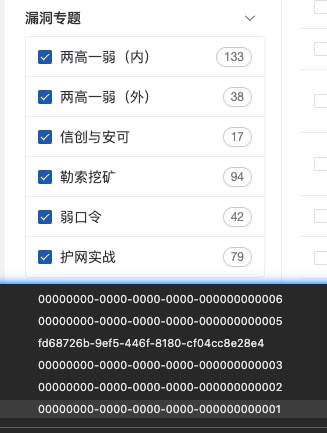 漏洞专题
两高一弱（内） 133
两高一弱（外） 38
信创与安可 17
勒索挖矿 94
弱口令 42
护网实战 79
00000000-0000-0000-0000-000000000006
00000000-0000-0000-0000-000000000005
fd68726b-9ef5-446f-8180-cf04cc8e28e4
00000000-0000-0000-0000-000000000003
00000000-0000-0000-0000-000000000002
00000000-0000-0000-0000-000000000001